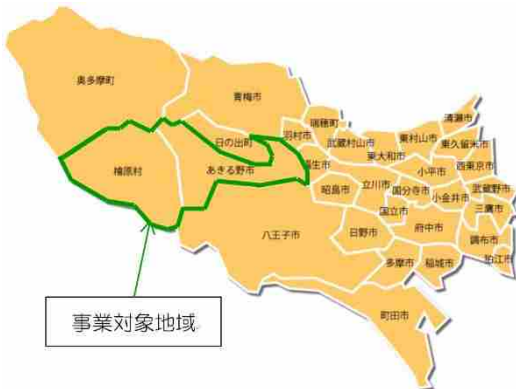 奥多摩町
青梅市
清瀬市
瑞穂町
羽村市
武蔵村山市
東村山市
東久留米市
日の出町
東大和市
西東京市
檜原村
あきる野市
福生市
小平市
昭島市
立川市
国分寺市
小金井市
武蔵野市
三鷹市
国立市
八王子市
日野市
府中市
調布市
狛江市
多摩市
稲城市
町田市
事業対象地域